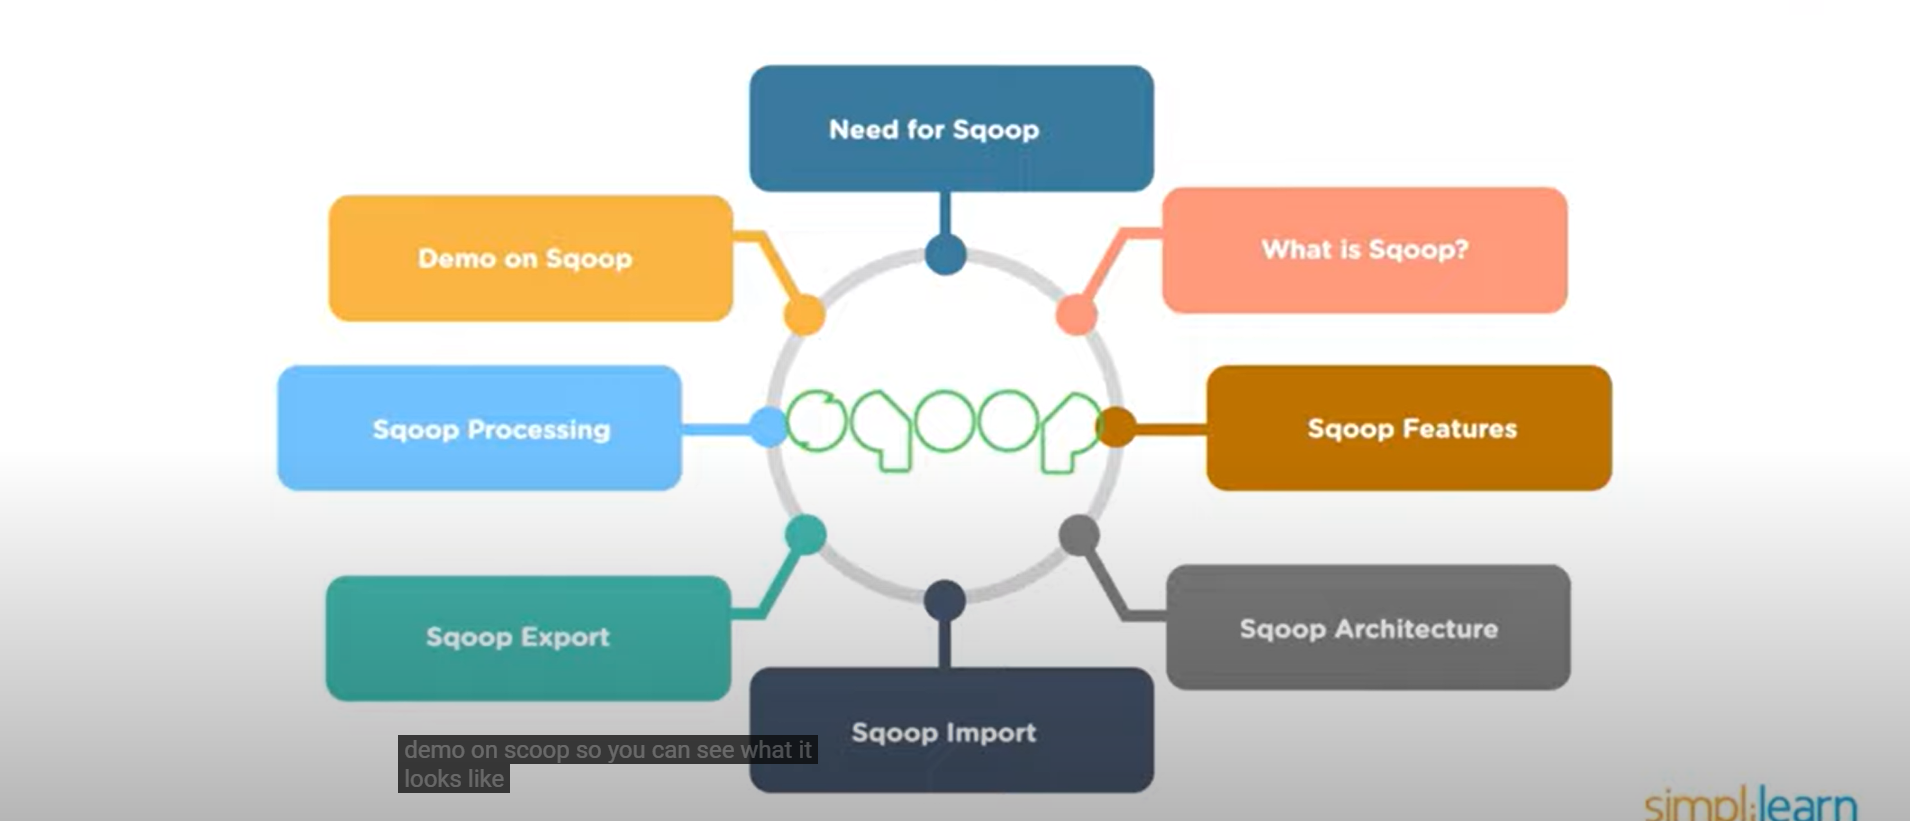 Need for Sqoop
What is Sqoop?
Demo on Sqoop
Sqoop Processing
sqoop
Sqoop Features
Sqoop Export
Sqoop Architecture
Sqoop Import
demo on scoop so you can see what it
looks like
simplilearn